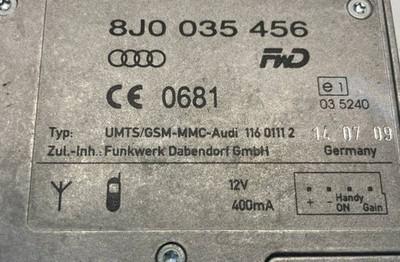 8J0 035 456
FWD
CE 0681
e1
03 5240
Typ: UMTS/GSM-MMC-Audi 116 0111 2 14 07 09
Zul.-Inh.: Funkwerk Dabendorf GmbH Germany
12V
400mA
+ - Handy Gain
ON